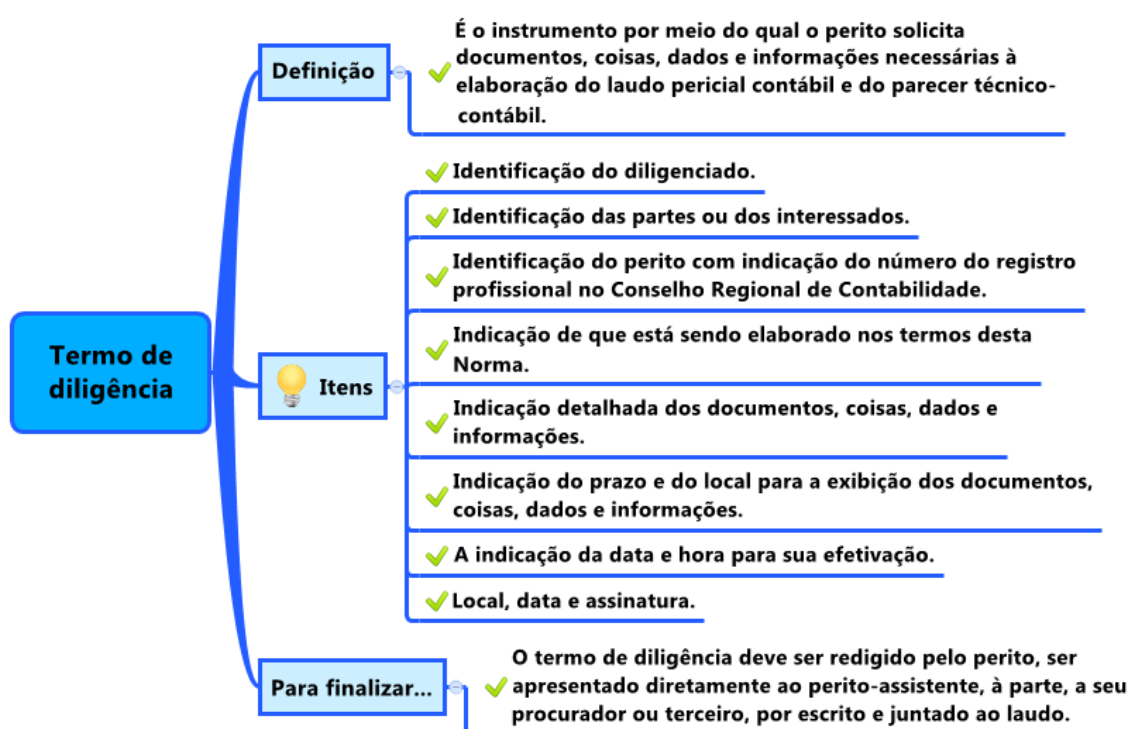 Termo de
diligência
Definição
É o instrumento por meio do qual o perito solicita
documentos, coisas, dados e informações necessárias à
elaboração do laudo pericial contábil e do parecer técnico-
contábil.
Itens
Identificação do diligenciado.
Identificação das partes ou dos interessados.
Identificação do perito com indicação do número do registro
profissional no Conselho Regional de Contabilidade.
Indicação de que está sendo elaborado nos termos desta
Norma.
Indicação detalhada dos documentos, coisas, dados e
informações.
Indicação do prazo e do local para a exibição dos documentos,
coisas, dados e informações.
A indicação da data e hora para sua efetivação.
Local, data e assinatura.
Para finalizar...
O termo de diligência deve ser redigido pelo perito, ser
apresentado diretamente ao perito-assistente, à parte, a seu
procurador ou terceiro, por escrito e juntado ao laudo.